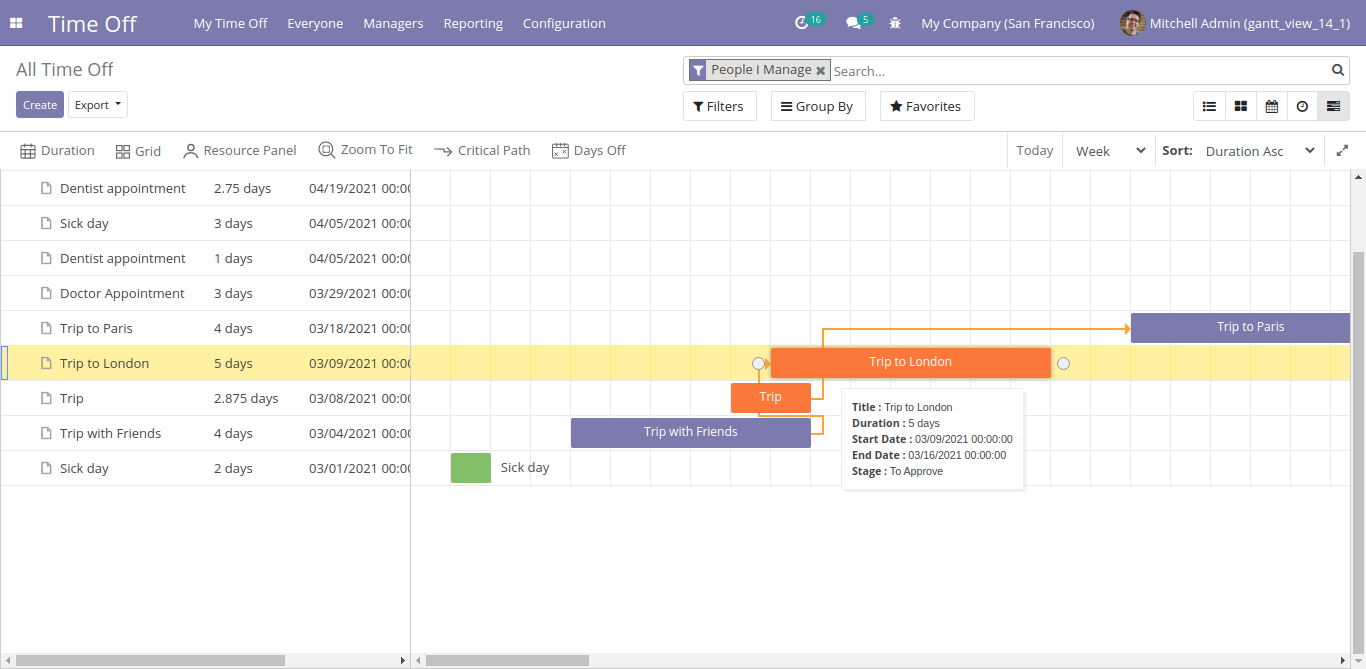 Time Off My Time Off Everyone Managers Reporting Configuration 16 5 My Company (San Francisco) Mitchell Admin (gantt_view_14_1)
All Time Off
People I Manage Search...
Create Export
Filters Group By Favorites
Duration Grid Resource Panel Zoom To Fit Critical Path Days Off Today Week Sort: Duration Asc
Dentist appointment 2.75 days 04/19/2021 00:00
Sick day 3 days 04/05/2021 00:00
Dentist appointment 1 days 04/05/2021 00:00
Doctor Appointment 3 days 03/29/2021 00:00
Trip to Paris 4 days 03/18/2021 00:00 Trip to Paris
Trip to London 5 days 03/09/2021 00:00 Trip to London
Trip 2.875 days 03/08/2021 00:00 Trip
Trip with Friends 4 days 03/04/2021 00:00 Trip with Friends
Sick day 2 days 03/01/2021 00:00 Sick day
Title : Trip to London
Duration : 5 days
Start Date : 03/09/2021 00:00:00
End Date : 03/16/2021 00:00:00
Stage : To Approve